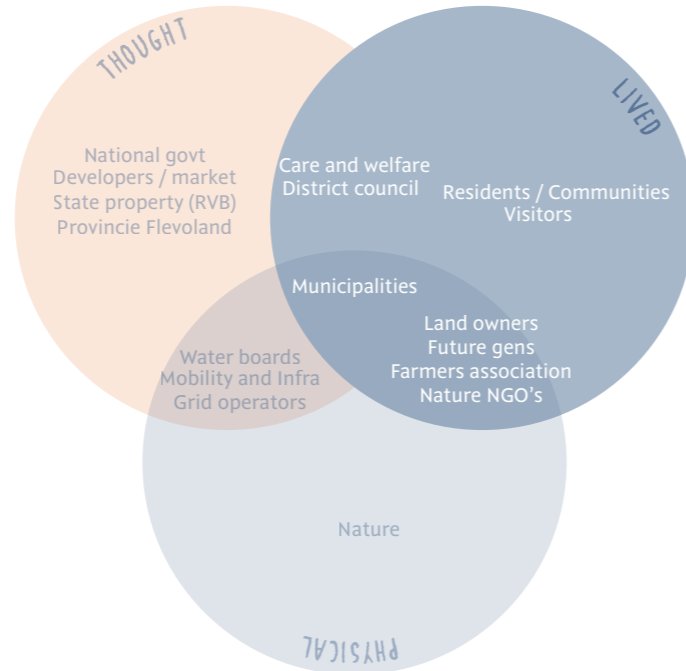 THOUGHT
LIVED
National govt
Developers / market
State property (RVB)
Provincie Flevoland
Care and welfare
District council
Residents / Communities
Visitors
Municipalities
Land owners
Future gens
Farmers association
Nature NGO's
Water boards
Mobility and Infra
Grid operators
Nature
PHYSICAL